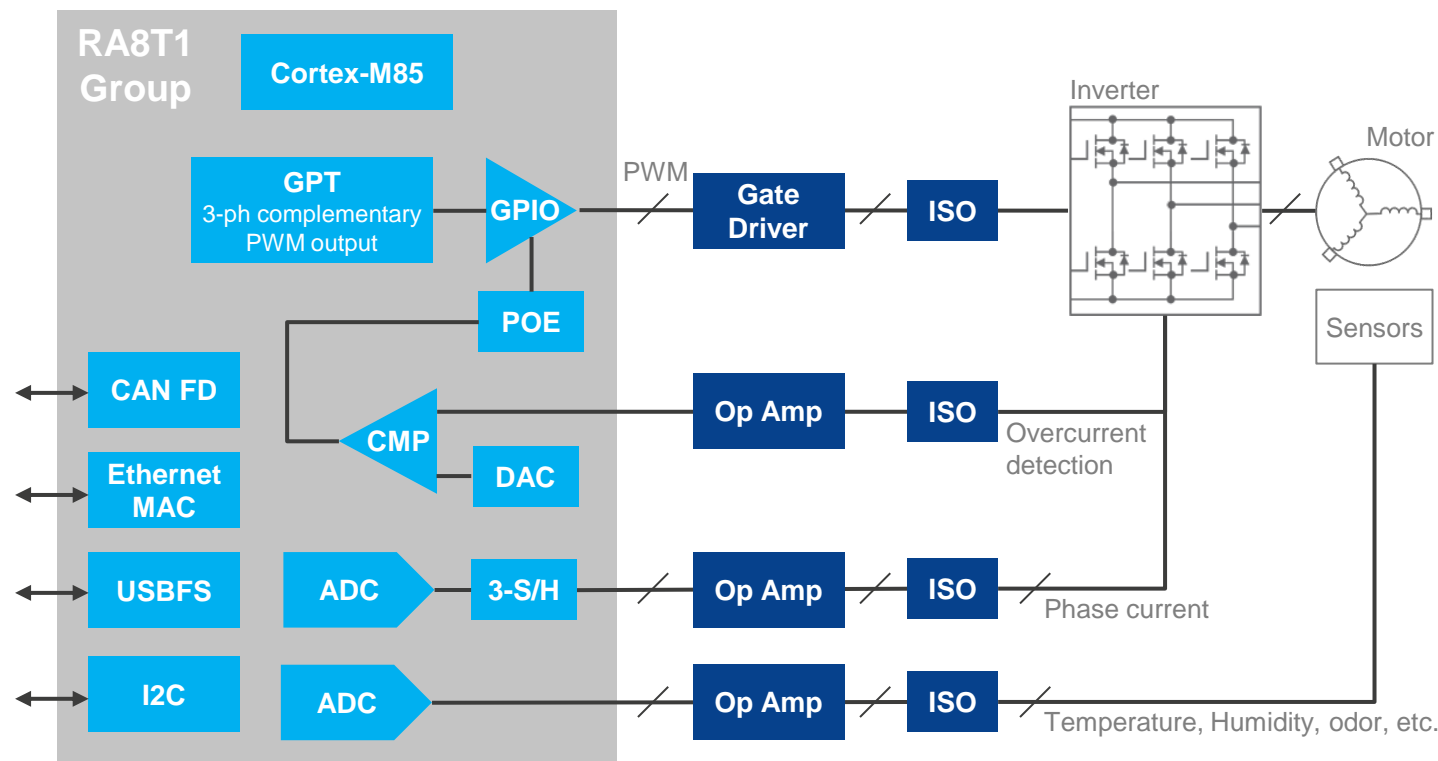 RA8T1
Group
Cortex-M85
Inverter
Motor
GPT
3-ph complementary
PWM output
GPIO
PWM
Gate
Driver
ISO
POE
Sensors
CAN FD
CMP
Op Amp
ISO
Overcurrent
detection
DAC
Ethernet
MAC
USBFS
ADC
3-S/H
Op Amp
ISO
Phase current
I2C
ADC
Op Amp
ISO
Temperature, Humidity, odor, etc.